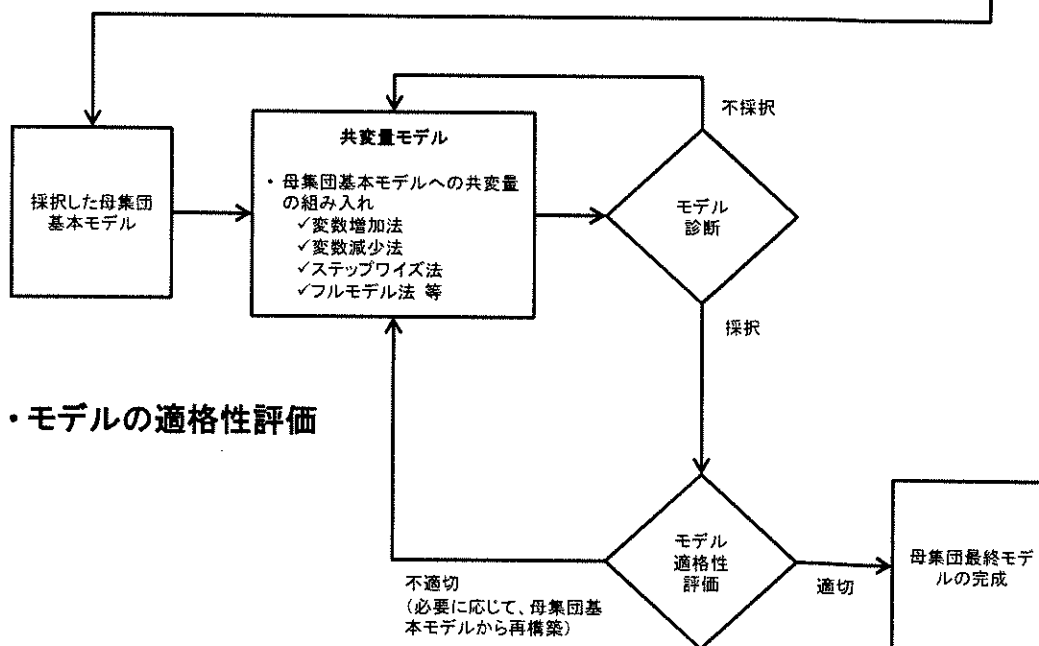 不採択
共変量モデル
・母集団基本モデルへの共変量
の組み入れ
✓変数増加法
✓変数減少法
✓ステップワイズ法
✓フルモデル法 等
採択した母集団
基本モデル
モデル
診断
採択
・モデルの適格性評価
モデル
適格性
評価
不適切
(必要に応じて、母集団基
本モデルから再構築)
適切
母集団最終モデ
ルの完成